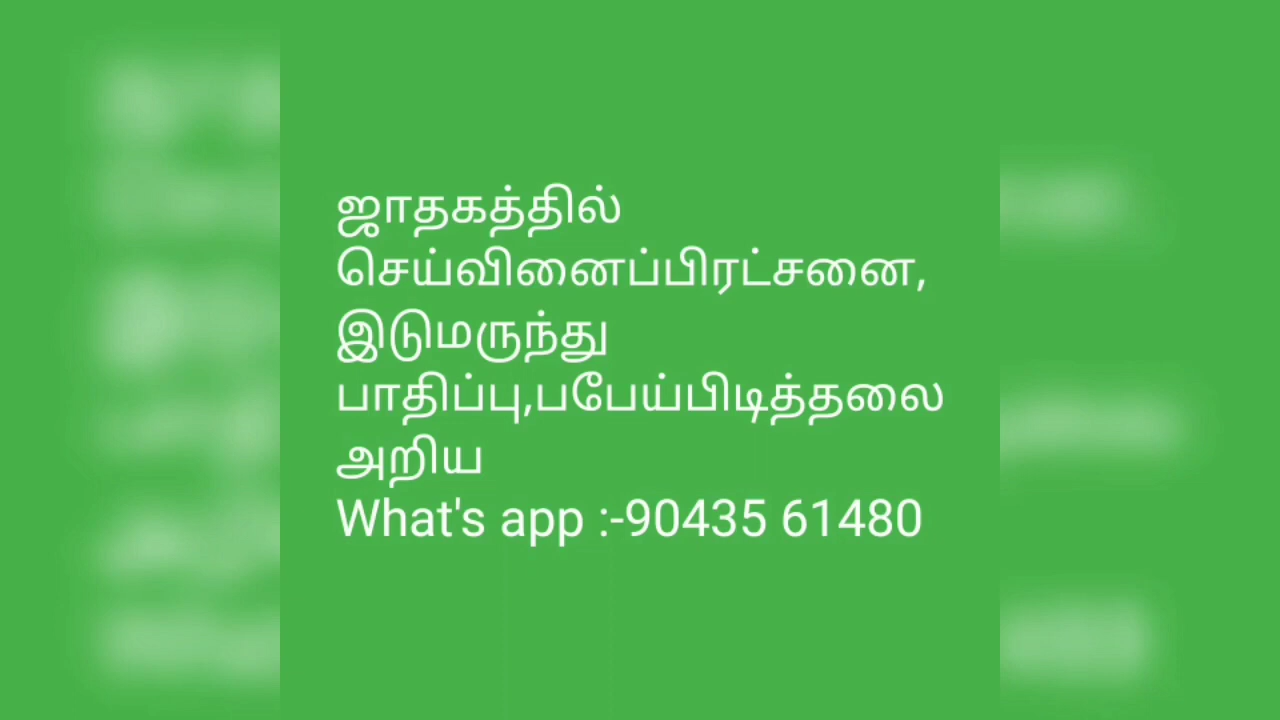 ஜாதகத்தில்
செய்வினைப்பிரட்சனை,
இடுமருந்து
பாதிப்பு,பபேய்பிடித்தலை
அறிய
What's app :-90435 61480